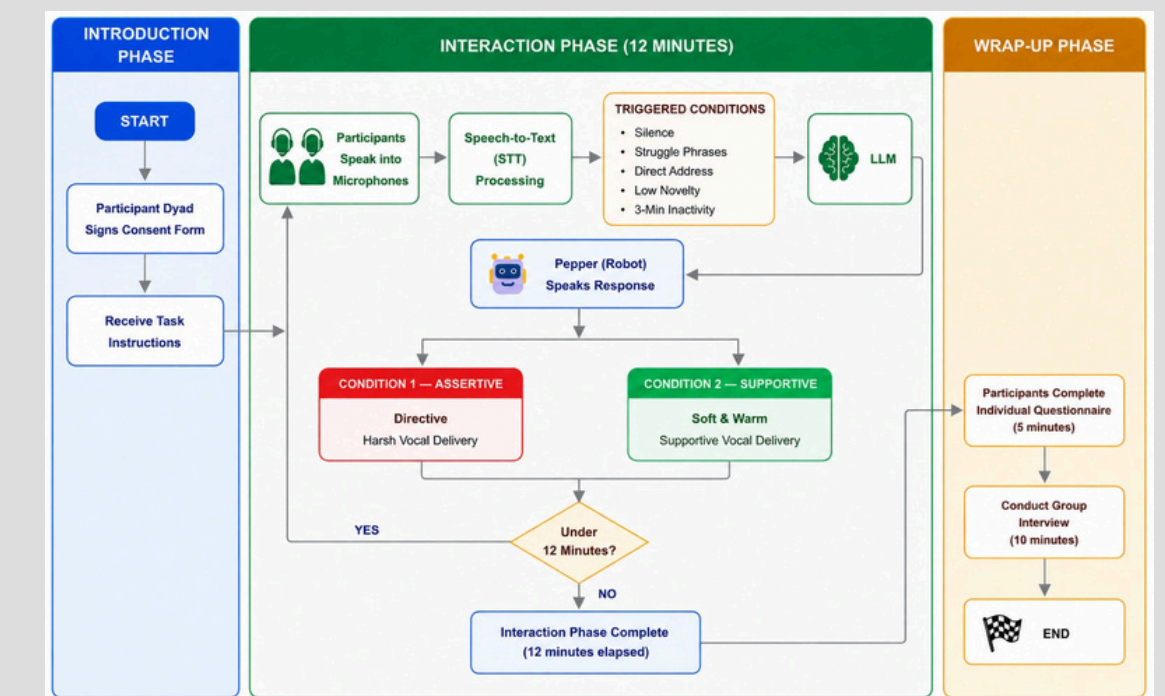 INTRODUCTION
PHASE
START
Participant Dyad
Signs Consent Form
Receive Task
Instructions
INTERACTION PHASE (12 MINUTES)
Participants
Speak into
Microphones
Speech-to-Text
(STT)
Processing
TRIGGERED CONDITIONS
• Silence
• Struggle Phrases
• Direct Address
• Low Novelty
• 3-Min Inactivity
LLM
Pepper (Robot)
Speaks Response
CONDITION 1 — ASSERTIVE
Directive
Harsh Vocal Delivery
CONDITION 2 — SUPPORTIVE
Soft & Warm
Supportive Vocal Delivery
Under
12 Minutes?
YES
NO
Interaction Phase Complete
(12 minutes elapsed)
WRAP-UP PHASE
Participants Complete
Individual Questionnaire
(5 minutes)
Conduct Group
Interview
(10 minutes)
END